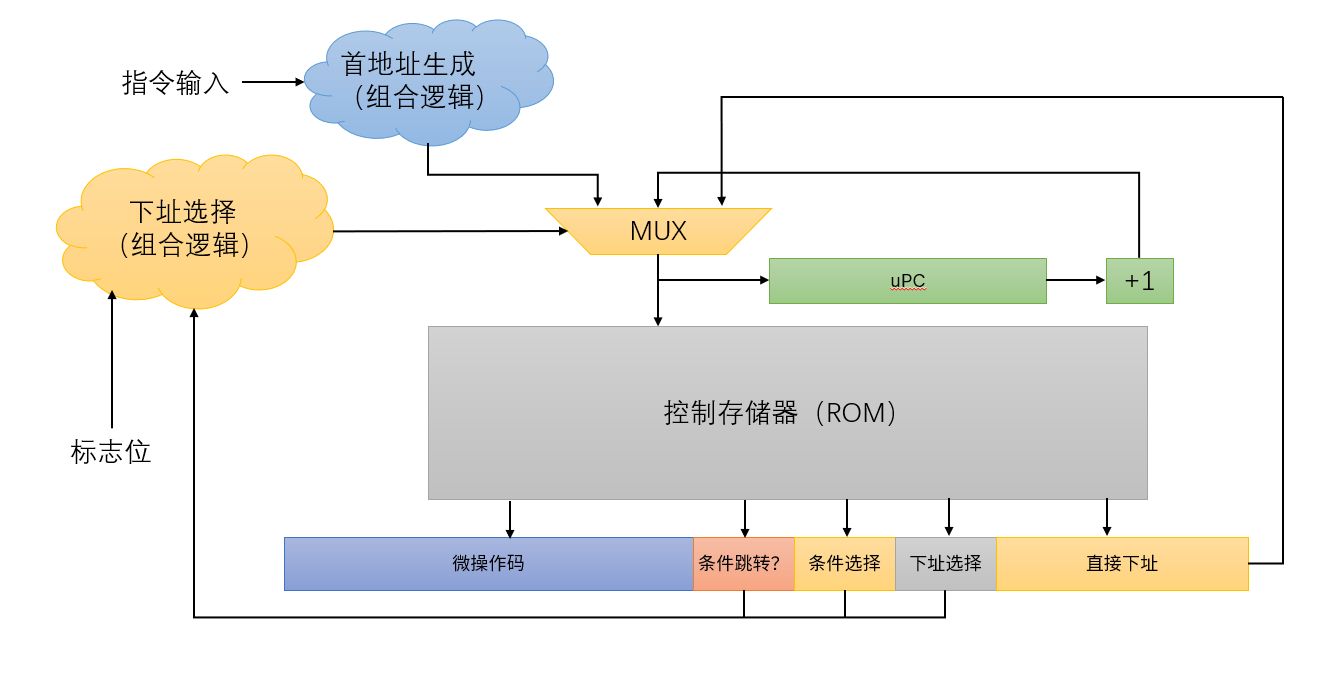 指令输入
首地址生成
（组合逻辑）
下址选择
（组合逻辑）
MUX
uPC
+1
控制存储器（ROM）
标志位
微操作码
条件跳转？
条件选择
下址选择
直接下址